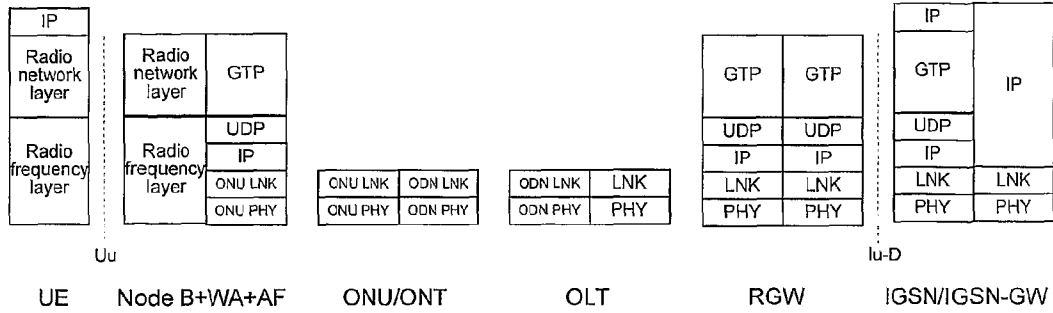 IP
Radio
network
layer
Radio
frequency
layer
Uu
UE
Radio
network
layer
GTP
Radio
frequency
layer
UDP
IP
ONU LNK
ONU PHY
Node B+WA+AF
ONU LNK
ODN LNK
ONU PHY
ODN PHY
ONU/ONT
ODN LNK
LNK
ODN PHY
PHY
OLT
GTP
GTP
UDP
UDP
IP
IP
LNK
LNK
PHY
PHY
RGW
Iu-D
IP
GTP
IP
UDP
IP
LNK
LNK
PHY
PHY
IGSN/IGSN-GW